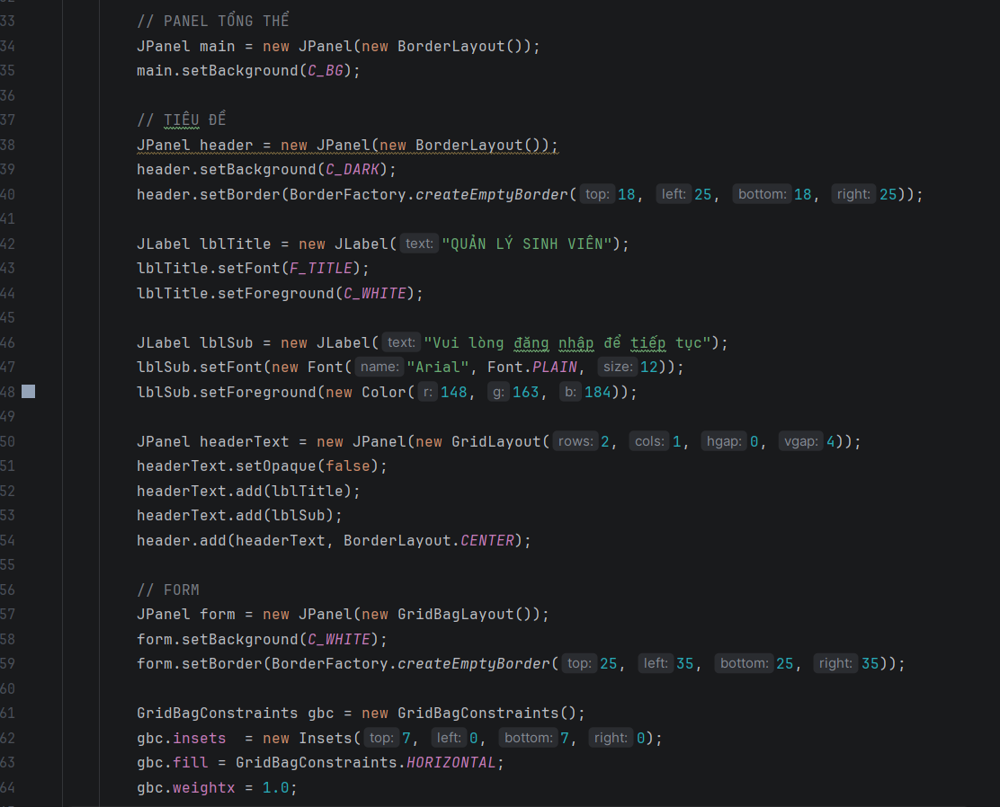 33 // PANEL TỔNG THỂ
34 JPanel main = new JPanel(new BorderLayout());
35 main.setBackground(C_BG);
36
37 // TIÊU ĐỀ
38 JPanel header = new JPanel(new BorderLayout());
39 header.setBackground(C_DARK);
40 header.setBorder(BorderFactory.createEmptyBorder( top: 18, left: 25, bottom: 18, right: 25));
41
42 JLabel lblTitle = new JLabel( text: "QUẢN LÝ SINH VIÊN");
43 lblTitle.setFont(F_TITLE);
44 lblTitle.setForeground(C_WHITE);
45
46 JLabel lblSub = new JLabel( text: "Vui lòng đăng nhập để tiếp tục");
47 lblSub.setFont(new Font( name: "Arial", Font.PLAIN, size: 12));
48 lblSub.setForeground(new Color( r: 148, g: 163, b: 184));
49
50 JPanel headerText = new JPanel(new GridLayout( rows: 2, cols: 1, hgap: 0, vgap: 4));
51 headerText.setOpaque(false);
52 headerText.add(lblTitle);
53 headerText.add(lblSub);
54 header.add(headerText, BorderLayout.CENTER);
55
56 // FORM
57 JPanel form = new JPanel(new GridBagLayout());
58 form.setBackground(C_WHITE);
59 form.setBorder(BorderFactory.createEmptyBorder( top: 25, left: 35, bottom: 25, right: 35));
60
61 GridBagConstraints gbc = new GridBagConstraints();
62 gbc.insets  = new Insets( top: 7, left: 0, bottom: 7, right: 0);
63 gbc.fill = GridBagConstraints.HORIZONTAL;
64 gbc.weightx = 1.0;